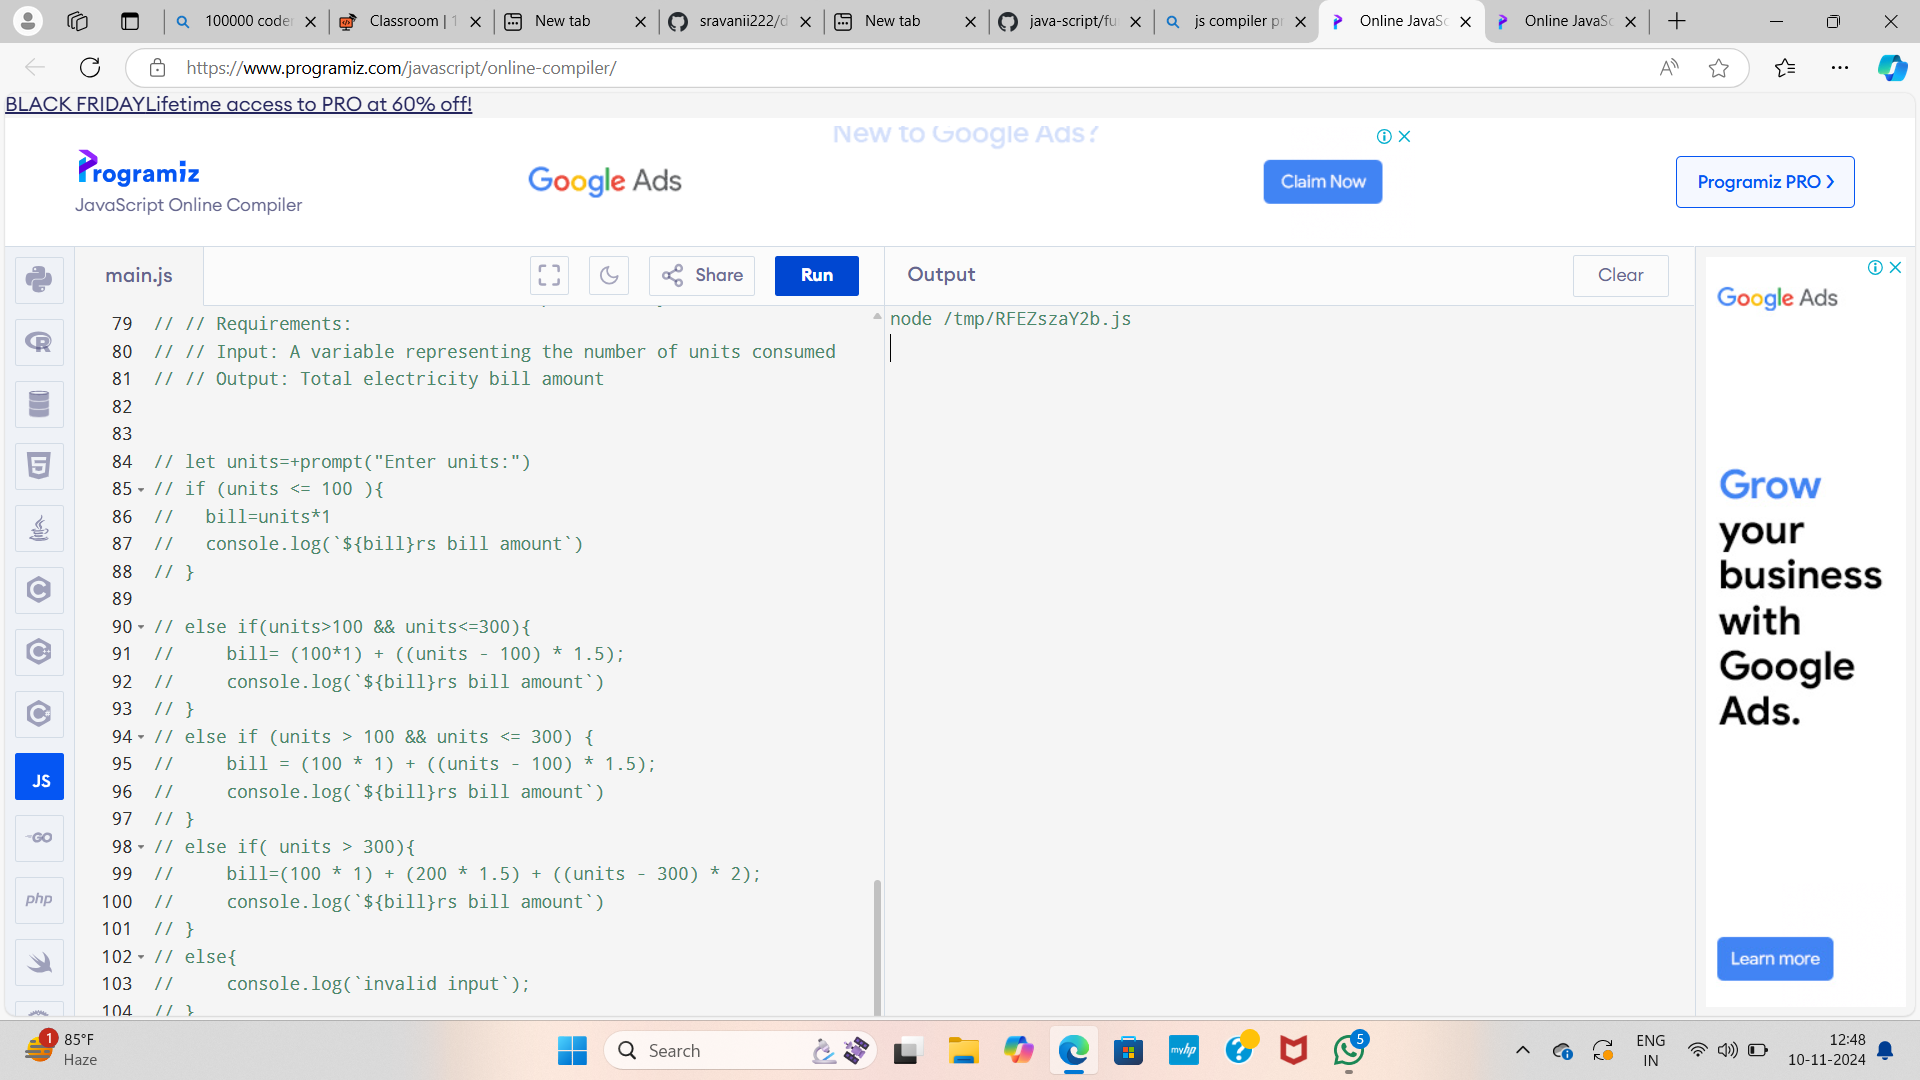 100000 coder
Classroom | 1
New tab
sravanii222/d
New tab
java-script/fu
js compiler pr
Online JavaSc
Online JavaSc
https://www.programiz.com/javascript/online-compiler/
BLACK FRIDAYLifetime access to PRO at 60% off!
New to Google Ads?
Programiz
JavaScript Online Compiler
Google Ads
Claim Now
Programiz PRO ❯
main.js
Share
Run
Output
Clear
79 // // Requirements:
80 // // Input: A variable representing the number of units consumed
81 // // Output: Total electricity bill amount
82
83
84 // let units=+prompt("Enter units:")
85 // if (units <= 100 ){
86 //   bill=units*1
87 //   console.log(`${bill}rs bill amount`)
88 // }
89
90 // else if(units>100 && units<=300){
91 //     bill= (100*1) + ((units - 100) * 1.5);
92 //     console.log(`${bill}rs bill amount`)
93 // }
94 // else if (units > 100 && units <= 300) {
95 //     bill = (100 * 1) + ((units - 100) * 1.5);
96 //     console.log(`${bill}rs bill amount`)
97 // }
98 // else if( units > 300){
99 //     bill=(100 * 1) + (200 * 1.5) + ((units - 300) * 2);
100 //     console.log(`${bill}rs bill amount`)
101 // }
102 // else{
103 //     console.log(`invalid input`);
104 // }
node /tmp/RFEZszaY2b.js
JS
GO
php
Google Ads
Grow
your
business
with
Google
Ads.
Learn more
1
85°F
Haze
Search
myhp
5
ENG
IN
12:48
10-11-2024